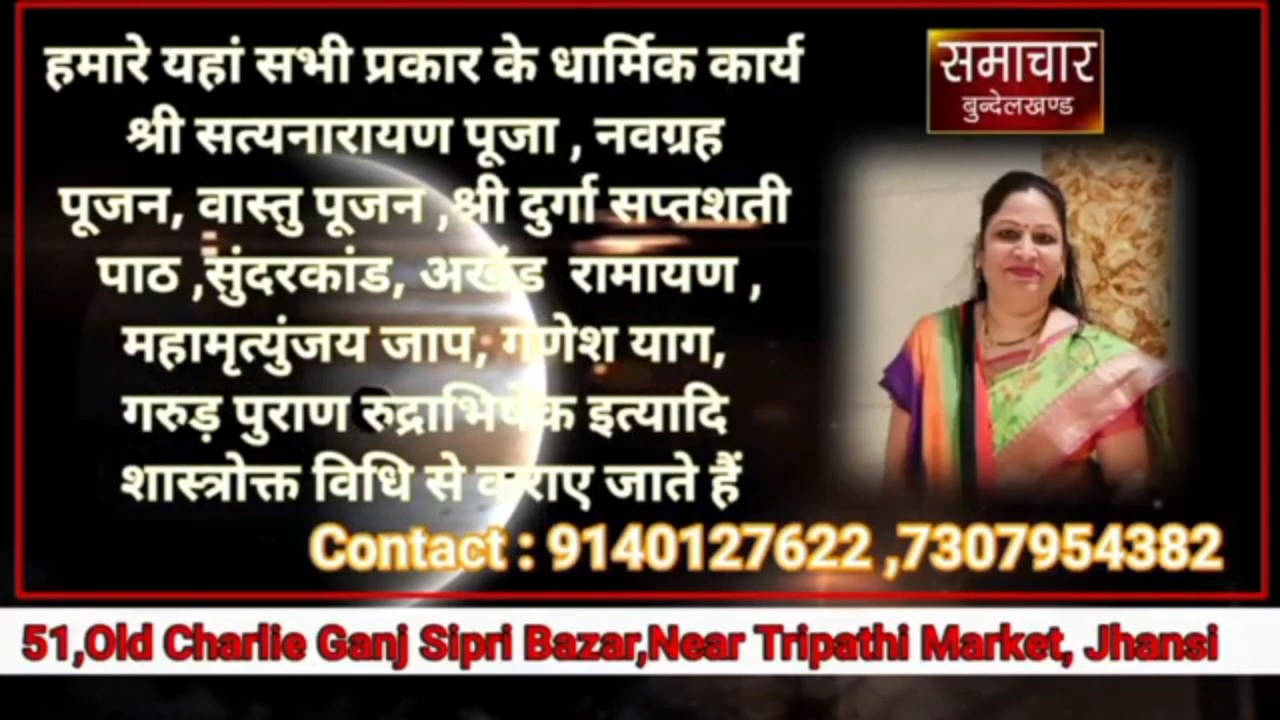 हमारे यहां सभी प्रकार के धार्मिक कार्य
श्री सत्यनारायण पूजा , नवग्रह
पूजन, वास्तु पूजन ,श्री दुर्गा सप्तशती
पाठ ,सुंदरकांड, अखंड रामायण ,
महामृत्युंजय जाप, गणेश याग,
गरुड़ पुराण रुद्राभिषेक इत्यादि
शास्त्रोक्त विधि से कराए जाते हैं
Contact : 9140127622 ,7307954382
समाचार
बुन्देलखण्ड
51,Old Charlie Ganj Sipri Bazar,Near Tripathi Market, Jhansi